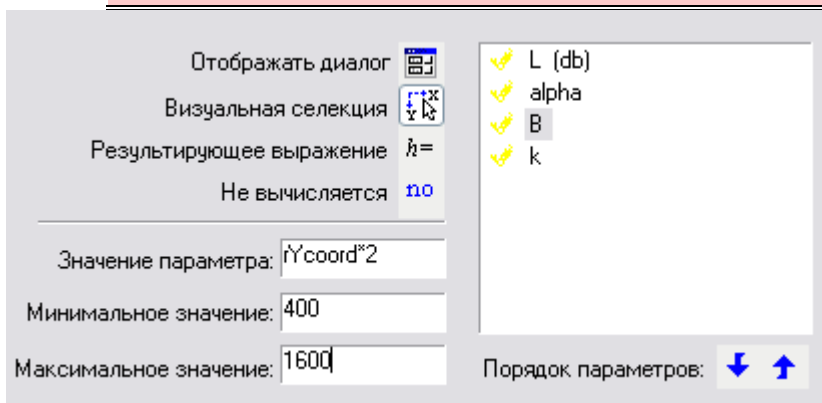 Отображать диалог
Визуальная селекция
Результирующее выражение h=
Не вычисляется no
Значение параметра: rYcoord*2
Минимальное значение: 400
Максимальное значение: 1600
L (db)
alpha
B
k
Порядок параметров: